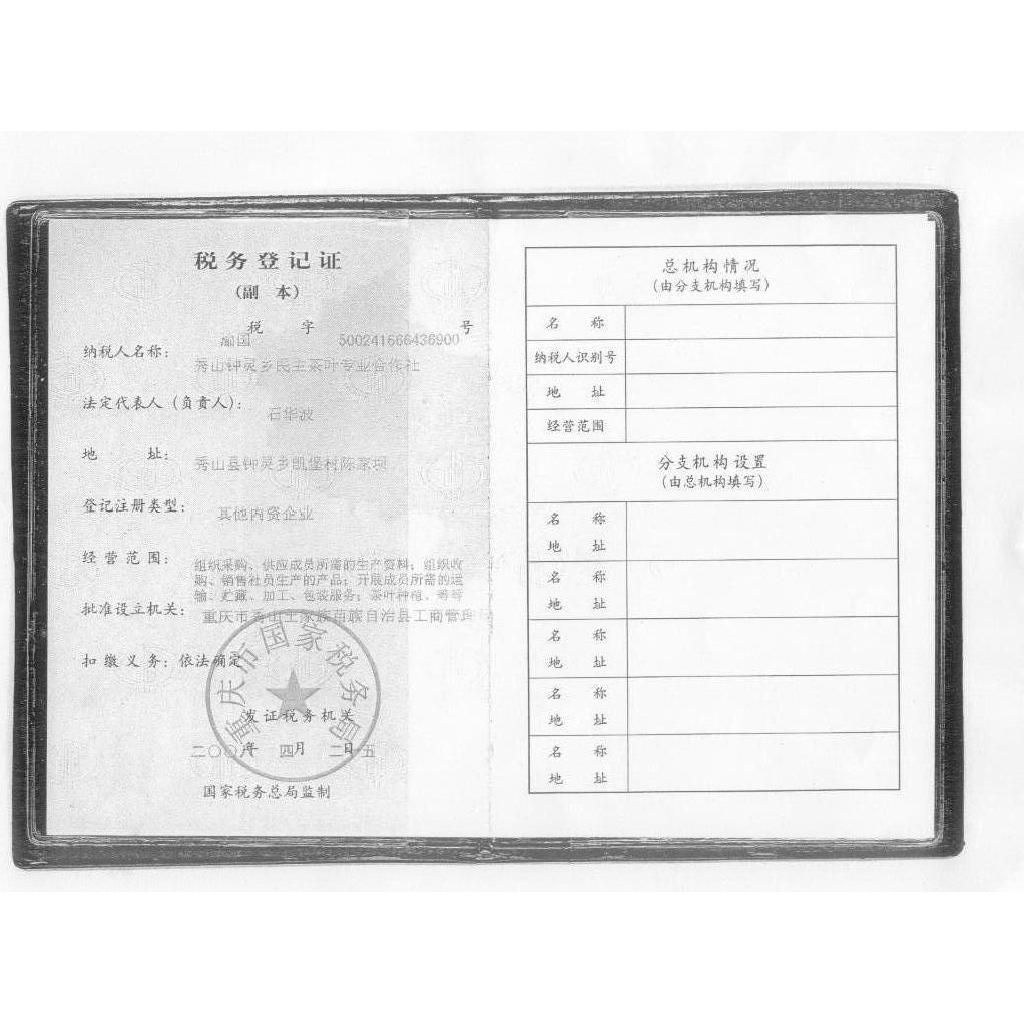 税务登记证
(副 本)
渝国 税 字 500241666436900 号
纳税人名称： 秀山钟灵乡民主茶叶专业合作社
法定代表人（负责人）： 石华波
地 址： 秀山县钟灵乡凯堡村陈家坝
登记注册类型： 其他内资企业
经营范围： 组织采购、供应成员所需的生产资料；组织收
购、销售社员生产的产品；开展成员所需的运
输、贮藏、加工、包装服务；茶叶种植、等
批准设立机关： 重庆市秀山土家族苗族自治县工商管理
扣缴义务：依法确定
重庆市国家税务局
发证税务机关
年 四月 二 日 五
国家税务总局监制
总机构情况
(由分支机构填写)
名 称
纳税人识别号
地 址
经营范围
分支机构设置
(由总机构填写)
名 称
地 址
名 称
地 址
名 称
地 址
名 称
地 址
名 称
地 址